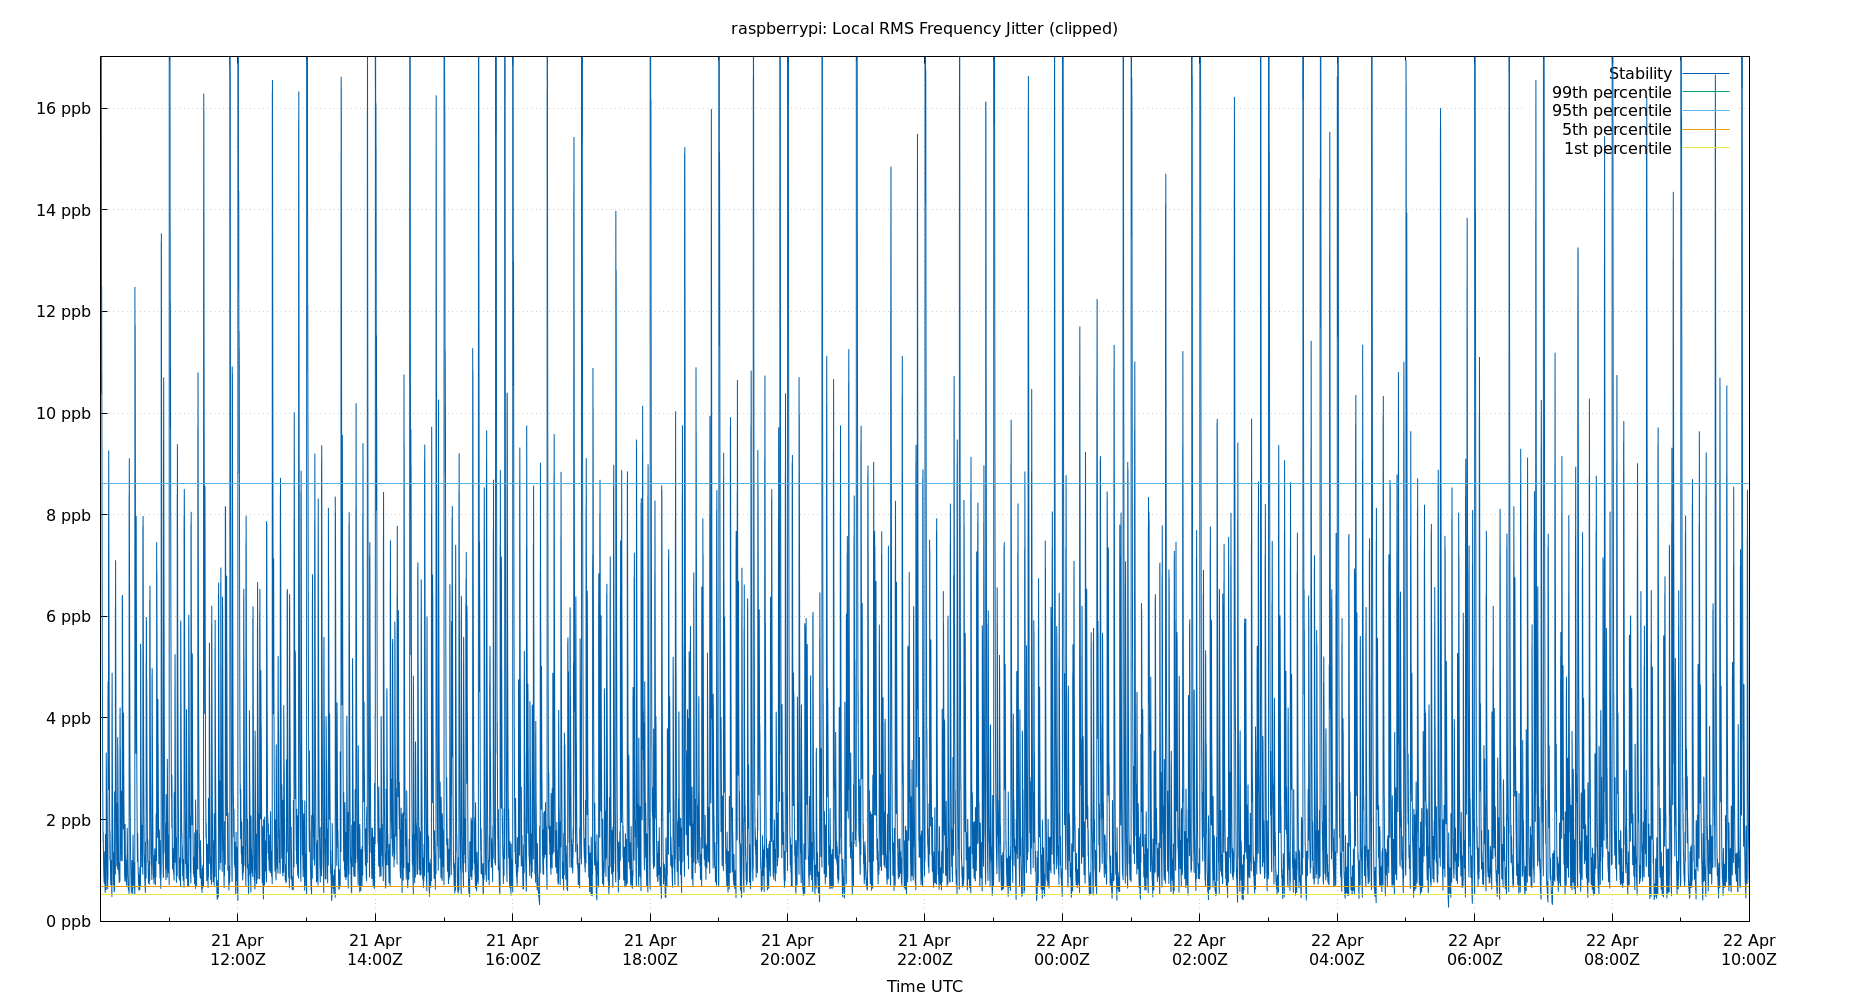 raspberrypi: Local RMS Frequency Jitter (clipped)
Stability
99th percentile
95th percentile
5th percentile
1st percentile
16 ppb
14 ppb
12 ppb
10 ppb
8 ppb
6 ppb
4 ppb
2 ppb
0 ppb
21 Apr 21 Apr 21 Apr 21 Apr 21 Apr 21 Apr 22 Apr 22 Apr 22 Apr 22 Apr 22 Apr 22 Apr
12:00Z 14:00Z 16:00Z 18:00Z 20:00Z 22:00Z 00:00Z 02:00Z 04:00Z 06:00Z 08:00Z 10:00Z
Time UTC